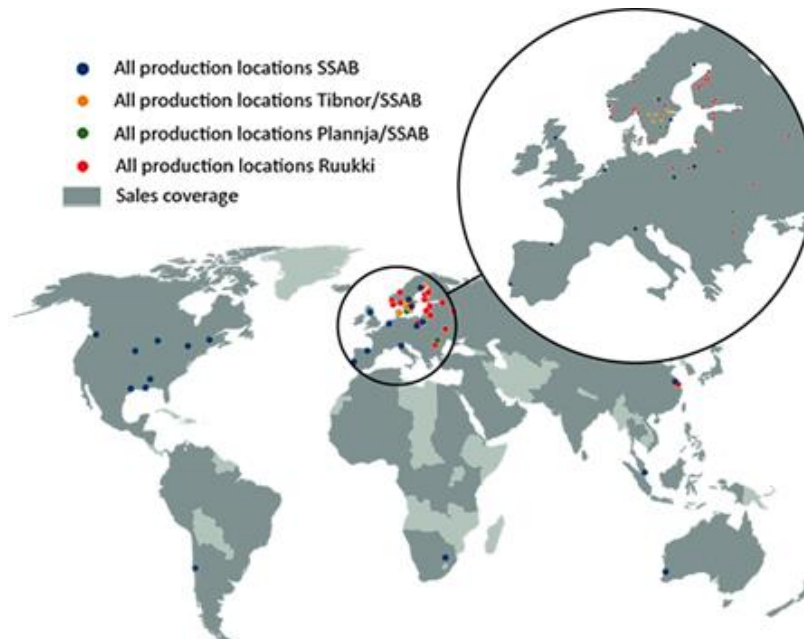 All production locations SSAB
All production locations Tibnor/SSAB
All production locations Plannja/SSAB
All production locations Ruukki
Sales coverage